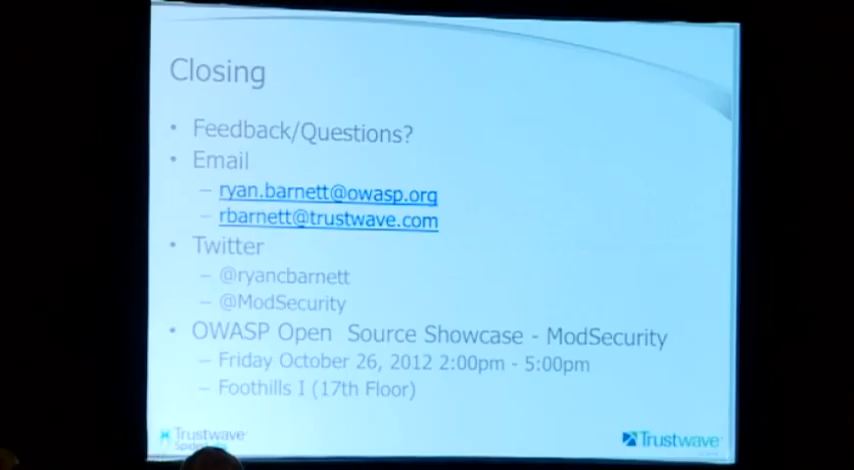 Closing
• Feedback/Questions?
• Email
– ryan.barnett@owasp.org
– rbarnett@trustwave.com
• Twitter
– @ryancbarnett
– @ModSecurity
• OWASP Open Source Showcase - ModSecurity
– Friday October 26, 2012 2:00pm - 5:00pm
– Foothills I (17th Floor)
Trustwave
Trustwave